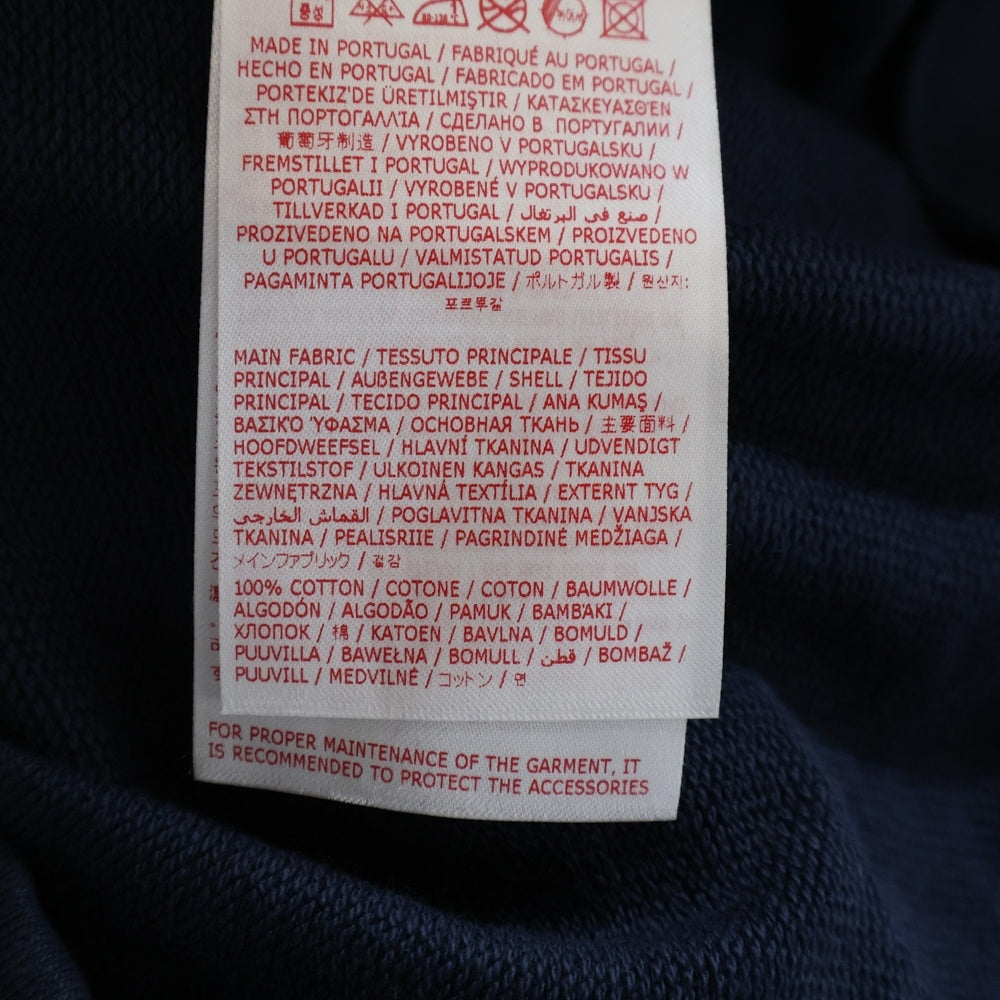 중성
MADE IN PORTUGAL / FABRIQUÉ AU PORTUGAL /
HECHO EN PORTUGAL / FABRICADO EM PORTUGAL /
PORTEKIZ'DE ÜRETILMIŞTIR / ΚΑΤΑΣΚΕΥΑΣΘΈΝ
ΣΤΗ ΠΟΡΤΟΓΑΛΛΊΑ / СДЕЛАНО В ПОРТУГАЛИИ /
葡萄牙制造 / VYROBENO V PORTUGALSKU /
FREMSTILLET I PORTUGAL / WYPRODUKOWANO W
PORTUGALII / VYROBENÉ V PORTUGALSKU /
TILLVERKAD I PORTUGAL / صنع في البرتغال /
PROZIVEDENO NA PORTUGALSKEM / PROIZVEDENO
U PORTUGALU / VALMISTATUD PORTUGALIS /
PAGAMINTA PORTUGALIJOJE / ポルトガル製 / 원산지:
포르투갈
MAIN FABRIC / TESSUTO PRINCIPALE / TISSU
PRINCIPAL / AUßENGEWEBE / SHELL / TEJIDO
PRINCIPAL / TECIDO PRINCIPAL / ANA KUMAŞ /
ΒΑΣΙΚΌ ΎΦΑΣΜΑ / ОСНОВНАЯ ТКАНЬ / 主要面料 /
HOOFDWEEFSEL / HLAVNÍ TKANINA / UDVENDIGT
TEKSTILSTOF / ULKOINEN KANGAS / TKANINA
ZEWNĘTRZNA / HLAVNÁ TEXTÍLIA / EXTERNT TYG /
القماش الخارجي / POGLAVITNA TKANINA / VANJSKA
TKANINA / PEALISRIIE / PAGRINDINĖ MEDŽIAGA /
メインファブリック / 겉감
100% COTTON / COTONE / COTON / BAUMWOLLE /
ALGODÓN / ALGODÃO / PAMUK / ΒΑΜΒΆΚΙ /
ХЛОПОК / 棉 / KATOEN / BAVLNA / BOMULD /
PUUVILLA / BAWEŁNA / BOMULL / قطن / BOMBAŽ /
PUUVILL / MEDVILNĖ / コットン / 면
FOR PROPER MAINTENANCE OF THE GARMENT, IT
IS RECOMMENDED TO PROTECT THE ACCESSORIES